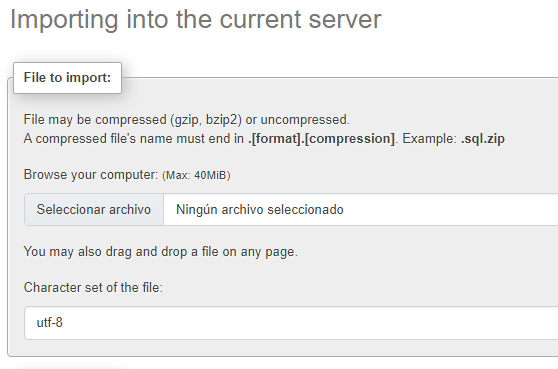 Importing into the current server
File to import:
File may be compressed (gzip, bzip2) or uncompressed.
A compressed file's name must end in .[format].[compression]. Example: .sql.zip
Browse your computer: (Max: 40MiB)
Seleccionar archivo Ningún archivo seleccionado
You may also drag and drop a file on any page.
Character set of the file:
utf-8